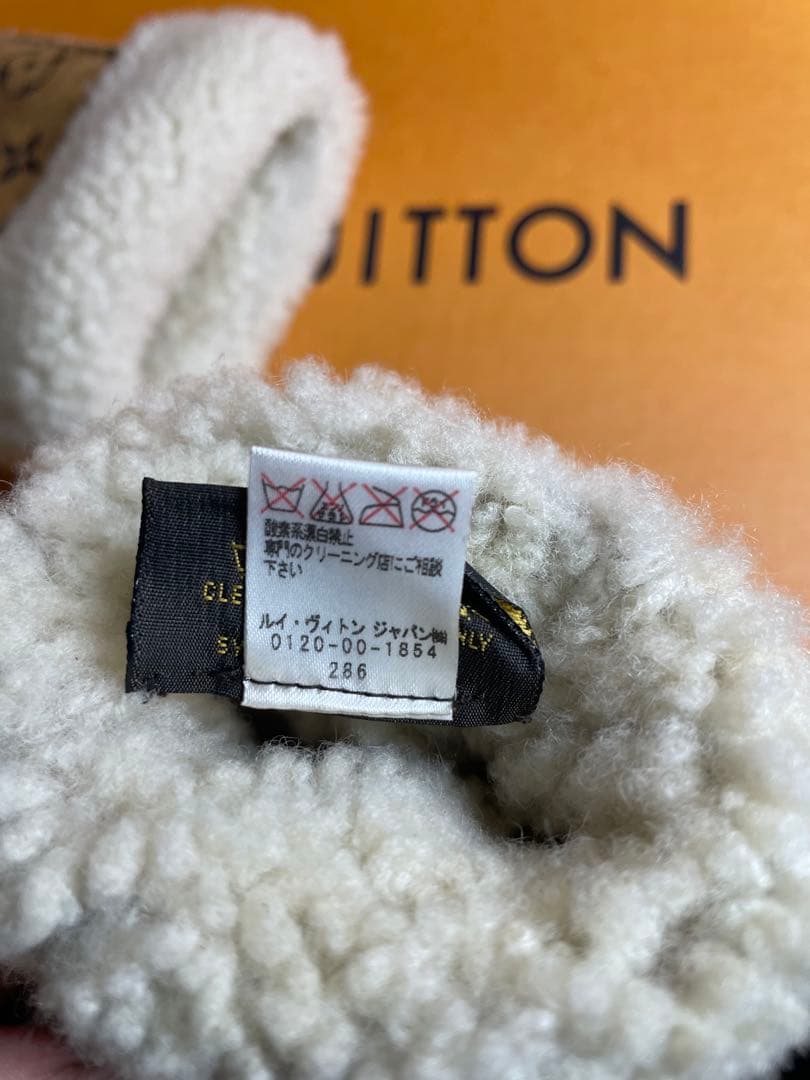 UITTON
酸素系漂白禁止
専門のクリーニング店にご相談
下さい
ルイ・ヴィトン ジャパン㈱
0120-00-1854
286